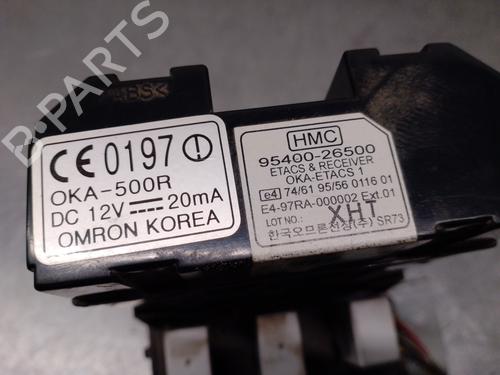 >ABS<
CE 0197
OKA-500R
DC 12V 20mA
OMRON KOREA
HMC
95400-26500
ETACS & RECEIVER
OKA-ETACS 1
e4 74/61 95/56 0116 01
E4-97RA-000002 Ext.01
LOT NO.: XHT
한국오므론전장(주) SR73
B-PARTS